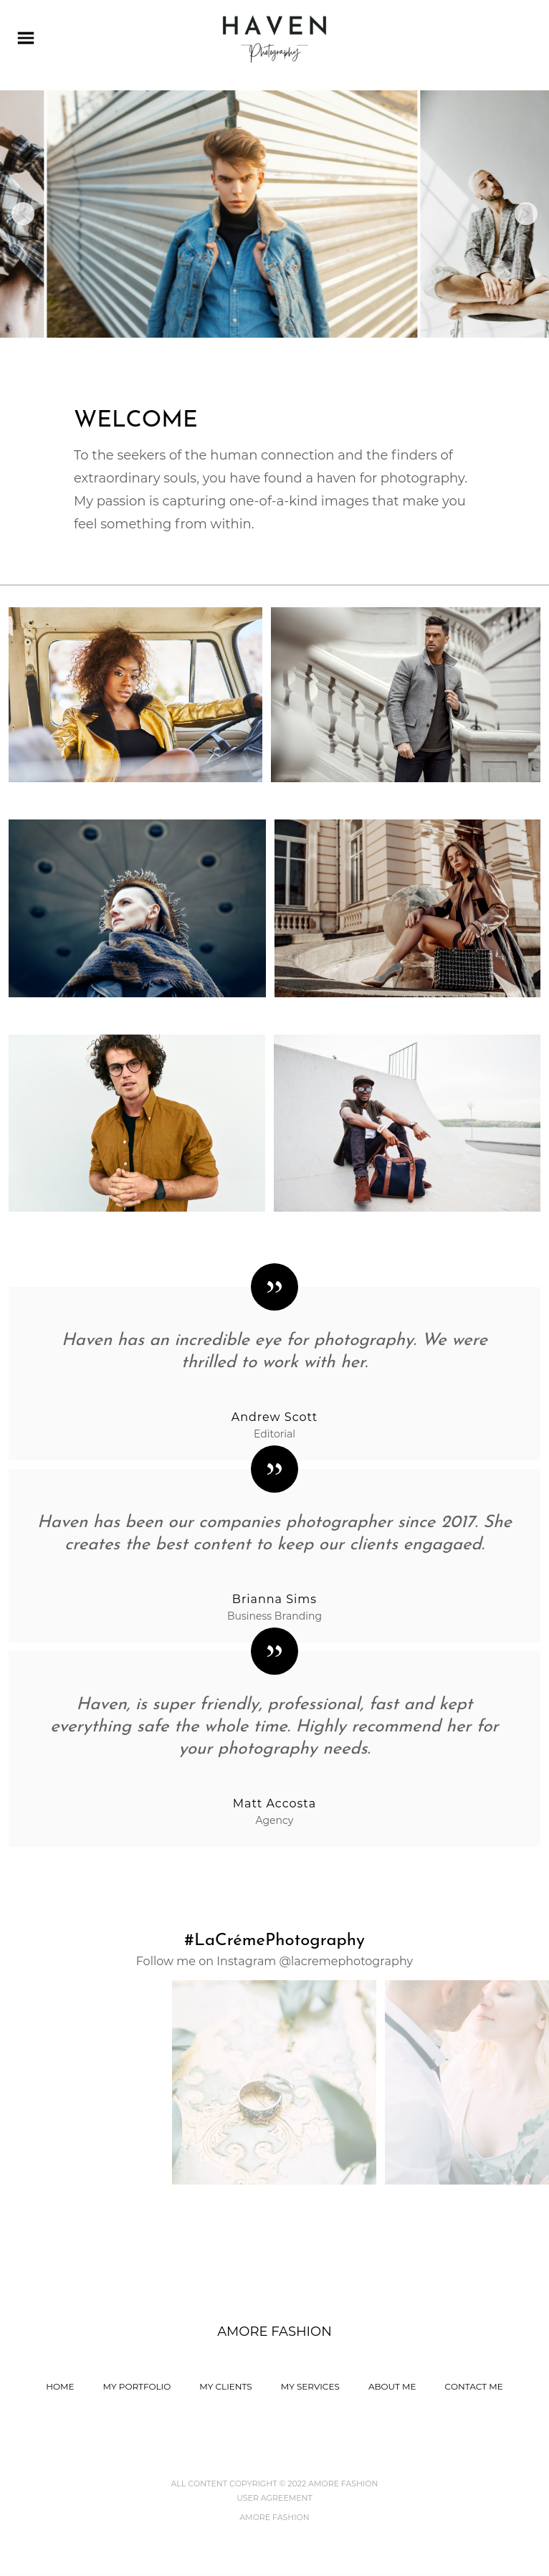 HAVEN
Photography
WELCOME
To the seekers of the human connection and the finders of
extraordinary souls, you have found a haven for photography.
My passion is capturing one-of-a-kind images that make you
feel something from within.
Haven has an incredible eye for photography. We were
thrilled to work with her.
Andrew Scott
Editorial
Haven has been our companies photographer since 2017. She
creates the best content to keep our clients engagaed.
Brianna Sims
Business Branding
Haven, is super friendly, professional, fast and kept
everything safe the whole time. Highly recommend her for
your photography needs.
Matt Accosta
Agency
#LaCrémePhotography
Follow me on Instagram @lacremephotography
AMORE FASHION
HOME MY PORTFOLIO MY CLIENTS MY SERVICES ABOUT ME CONTACT ME
ALL CONTENT COPYRIGHT © 2022 AMORE FASHION
USER AGREEMENT
AMORE FASHION